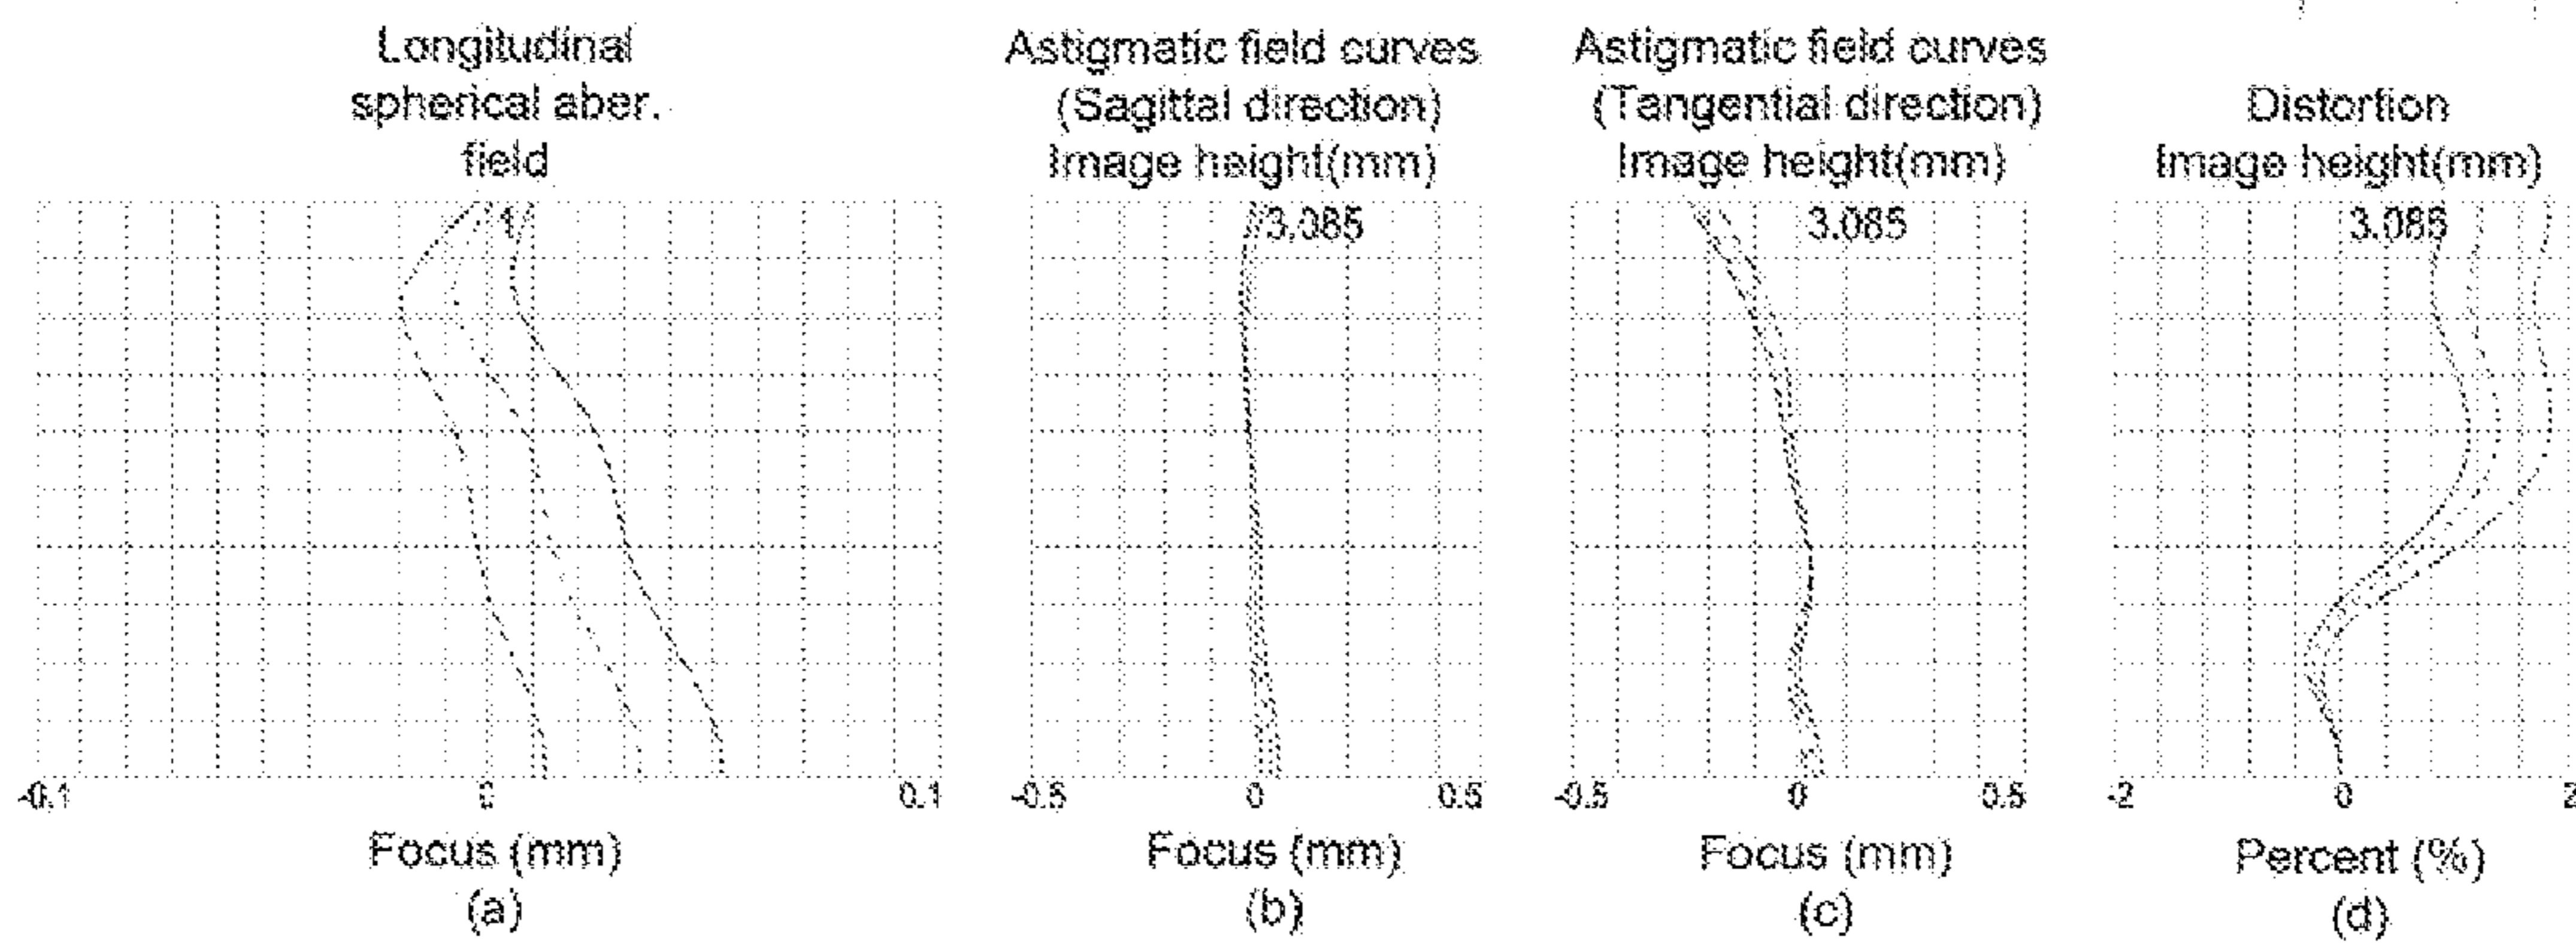 Longitudinal
spherical aber.
field
1
-0.1
0
0.1
Focus (mm)
(a)
Astigmatic field curves
(Sagittal direction)
Image height(mm)
3.085
-0.5
0
0.5
Focus (mm)
(b)
Astigmatic field curves
(Tangential direction)
Image height(mm)
3.085
-0.5
0
0.5
Focus (mm)
(c)
Distortion
Image height(mm)
3.085
-2
0
2
Percent (%)
(d)